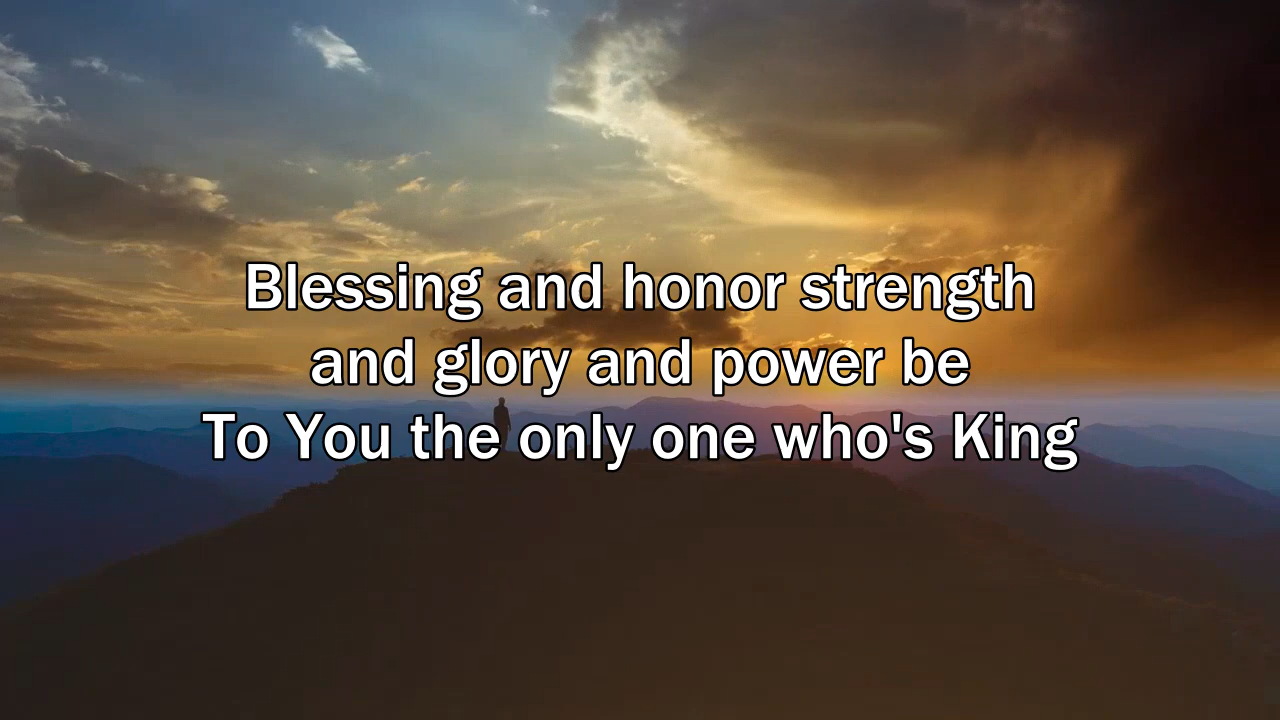 Blessing and honor strength
and glory and power be
To You the only one who's King